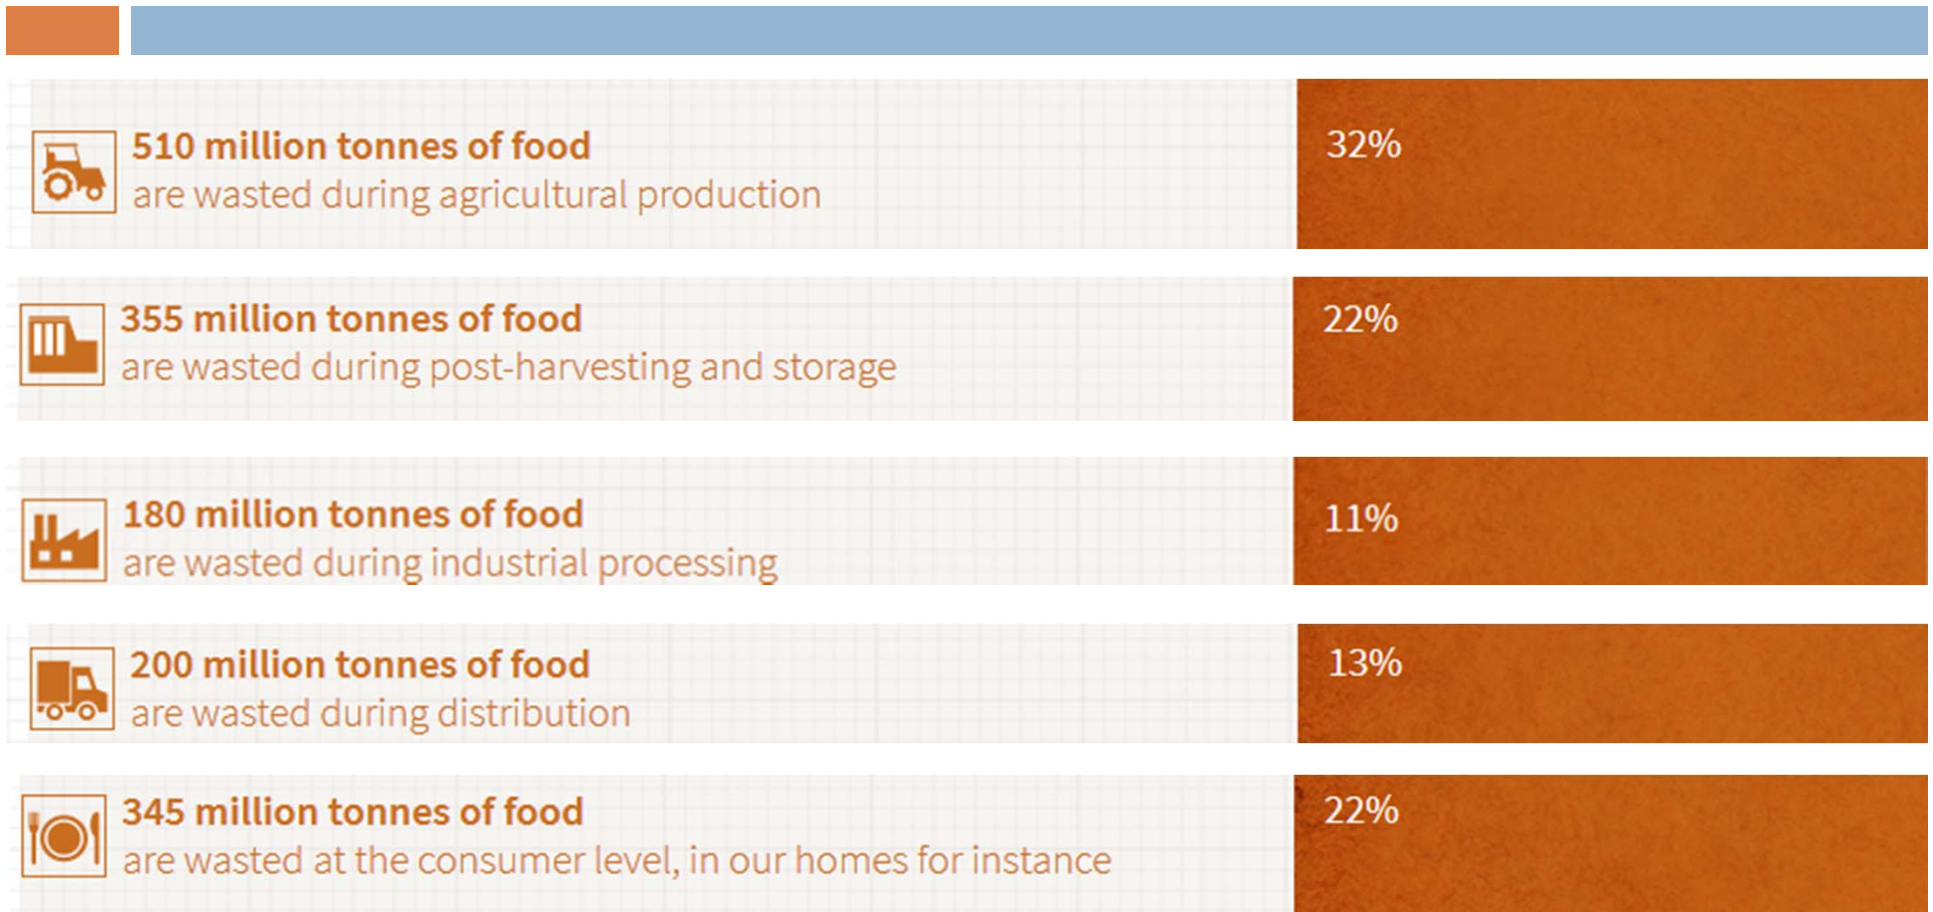 510 million tonnes of food
are wasted during agricultural production
32%
355 million tonnes of food
are wasted during post-harvesting and storage
22%
180 million tonnes of food
are wasted during industrial processing
11%
200 million tonnes of food
are wasted during distribution
13%
345 million tonnes of food
are wasted at the consumer level, in our homes for instance
22%